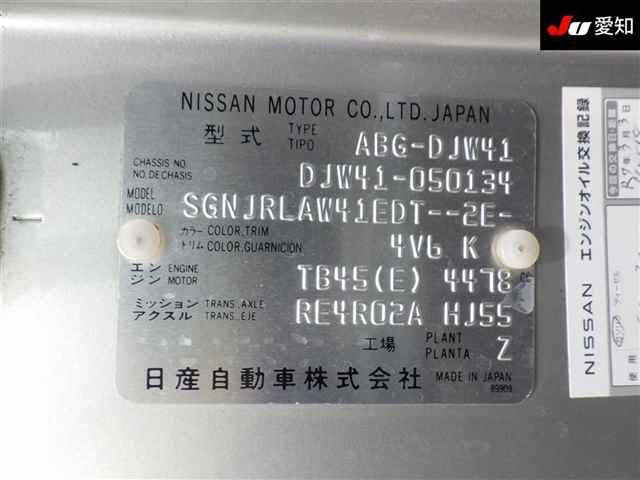 JU 愛知
NISSAN MOTOR CO.,LTD.JAPAN
型式 TYPE TIPO ABG-DJW41
CHASSIS NO. NO.DE CHASIS DJW41-050134
MODEL MODELO SGNJRLAW41EDT--2E-
カラー COLOR,TRIM
トリム COLOR,GUARNICION 4V6 K
エンジン ENGINE MOTOR TB45(E) 4478 CC
ミッション TRANS.,AXLE
アクスル TRANS.,EJE RE4R02A HJ55
工場 PLANT PLANTA Z
日産自動車株式会社 MADE IN JAPAN
89909
NISSAN エンジンオイル交換記録